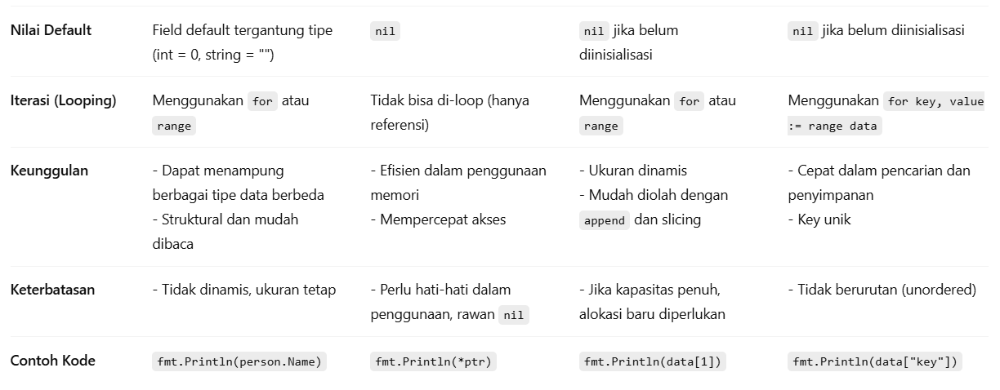 Nilai Default
Field default tergantung tipe
(int = 0, string = "")
nil
nil jika belum
diinisialisasi
nil jika belum diinisialisasi
Iterasi (Looping)
Menggunakan for atau
range
Tidak bisa di-loop (hanya
referensi)
Menggunakan for atau
range
Menggunakan for key, value
:= range data
Keunggulan
- Dapat menampung
berbagai tipe data berbeda
- Struktural dan mudah
dibaca
- Efisien dalam penggunaan
memori
- Mempercepat akses
- Ukuran dinamis
- Mudah diolah dengan
append dan slicing
- Cepat dalam pencarian dan
penyimpanan
- Key unik
Keterbatasan
- Tidak dinamis, ukuran tetap
- Perlu hati-hati dalam
penggunaan, rawan nil
- Jika kapasitas penuh,
alokasi baru diperlukan
- Tidak berurutan (unordered)
Contoh Kode
fmt.Println(person.Name)
fmt.Println(*ptr)
fmt.Println(data[1])
fmt.Println(data["key"])